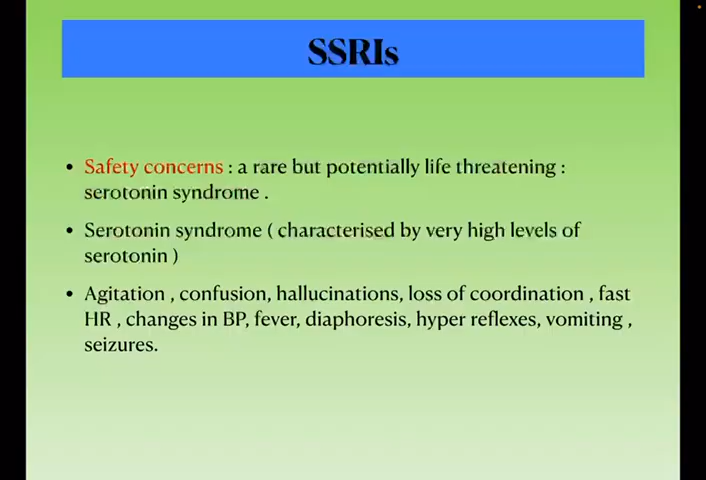 SSRIs
• Safety concerns : a rare but potentially life threatening :
serotonin syndrome .
• Serotonin syndrome ( characterised by very high levels of
serotonin )
• Agitation , confusion, hallucinations, loss of coordination , fast
HR , changes in BP, fever, diaphoresis, hyper reflexes, vomiting ,
seizures.